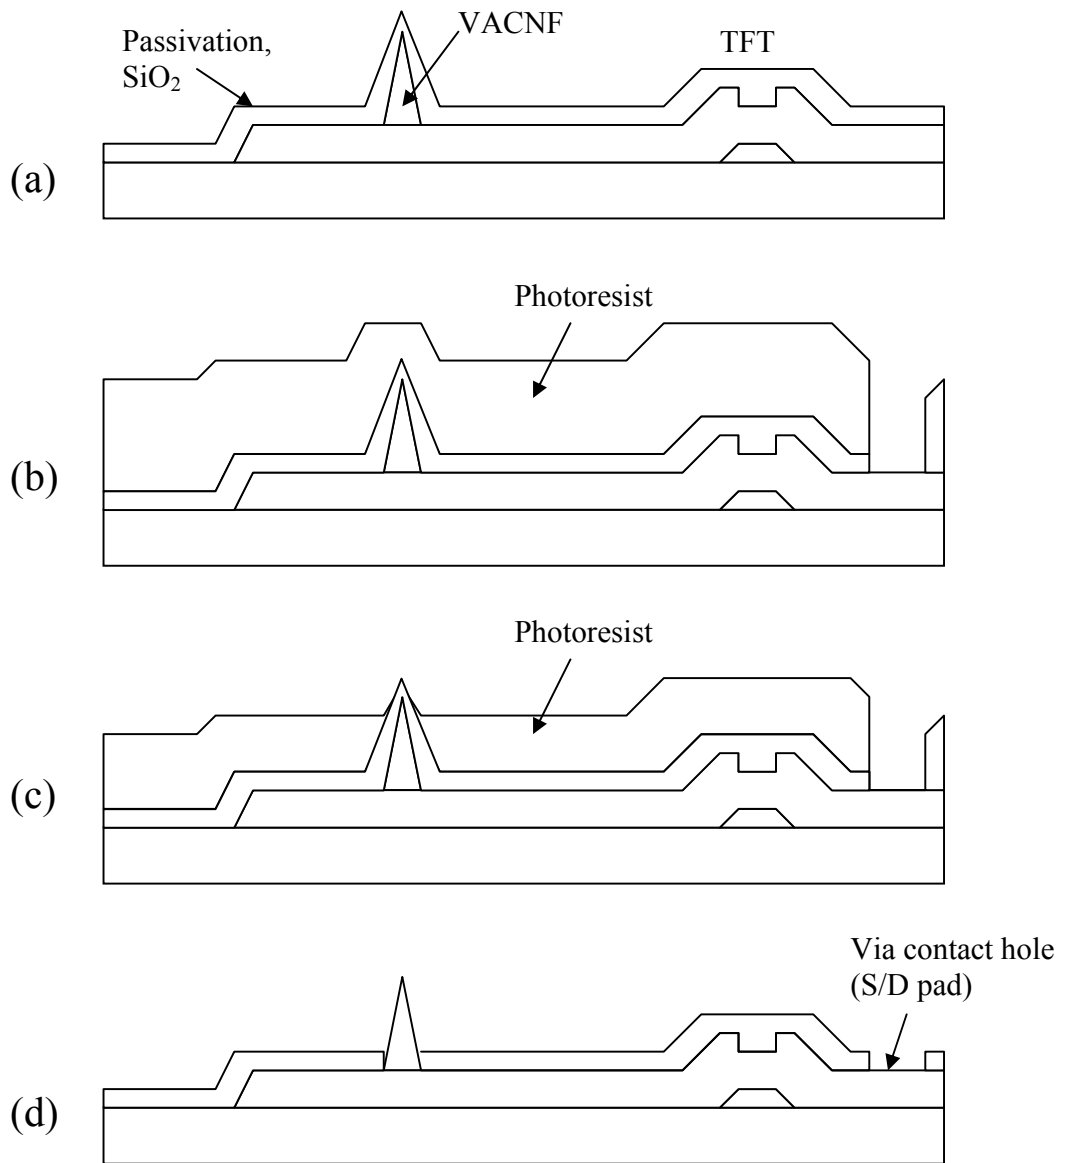 VACNF
TFT
Passivation,
SiO₂
(a)
Photoresist
(b)
Photoresist
(c)
Via contact hole
(S/D pad)
(d)